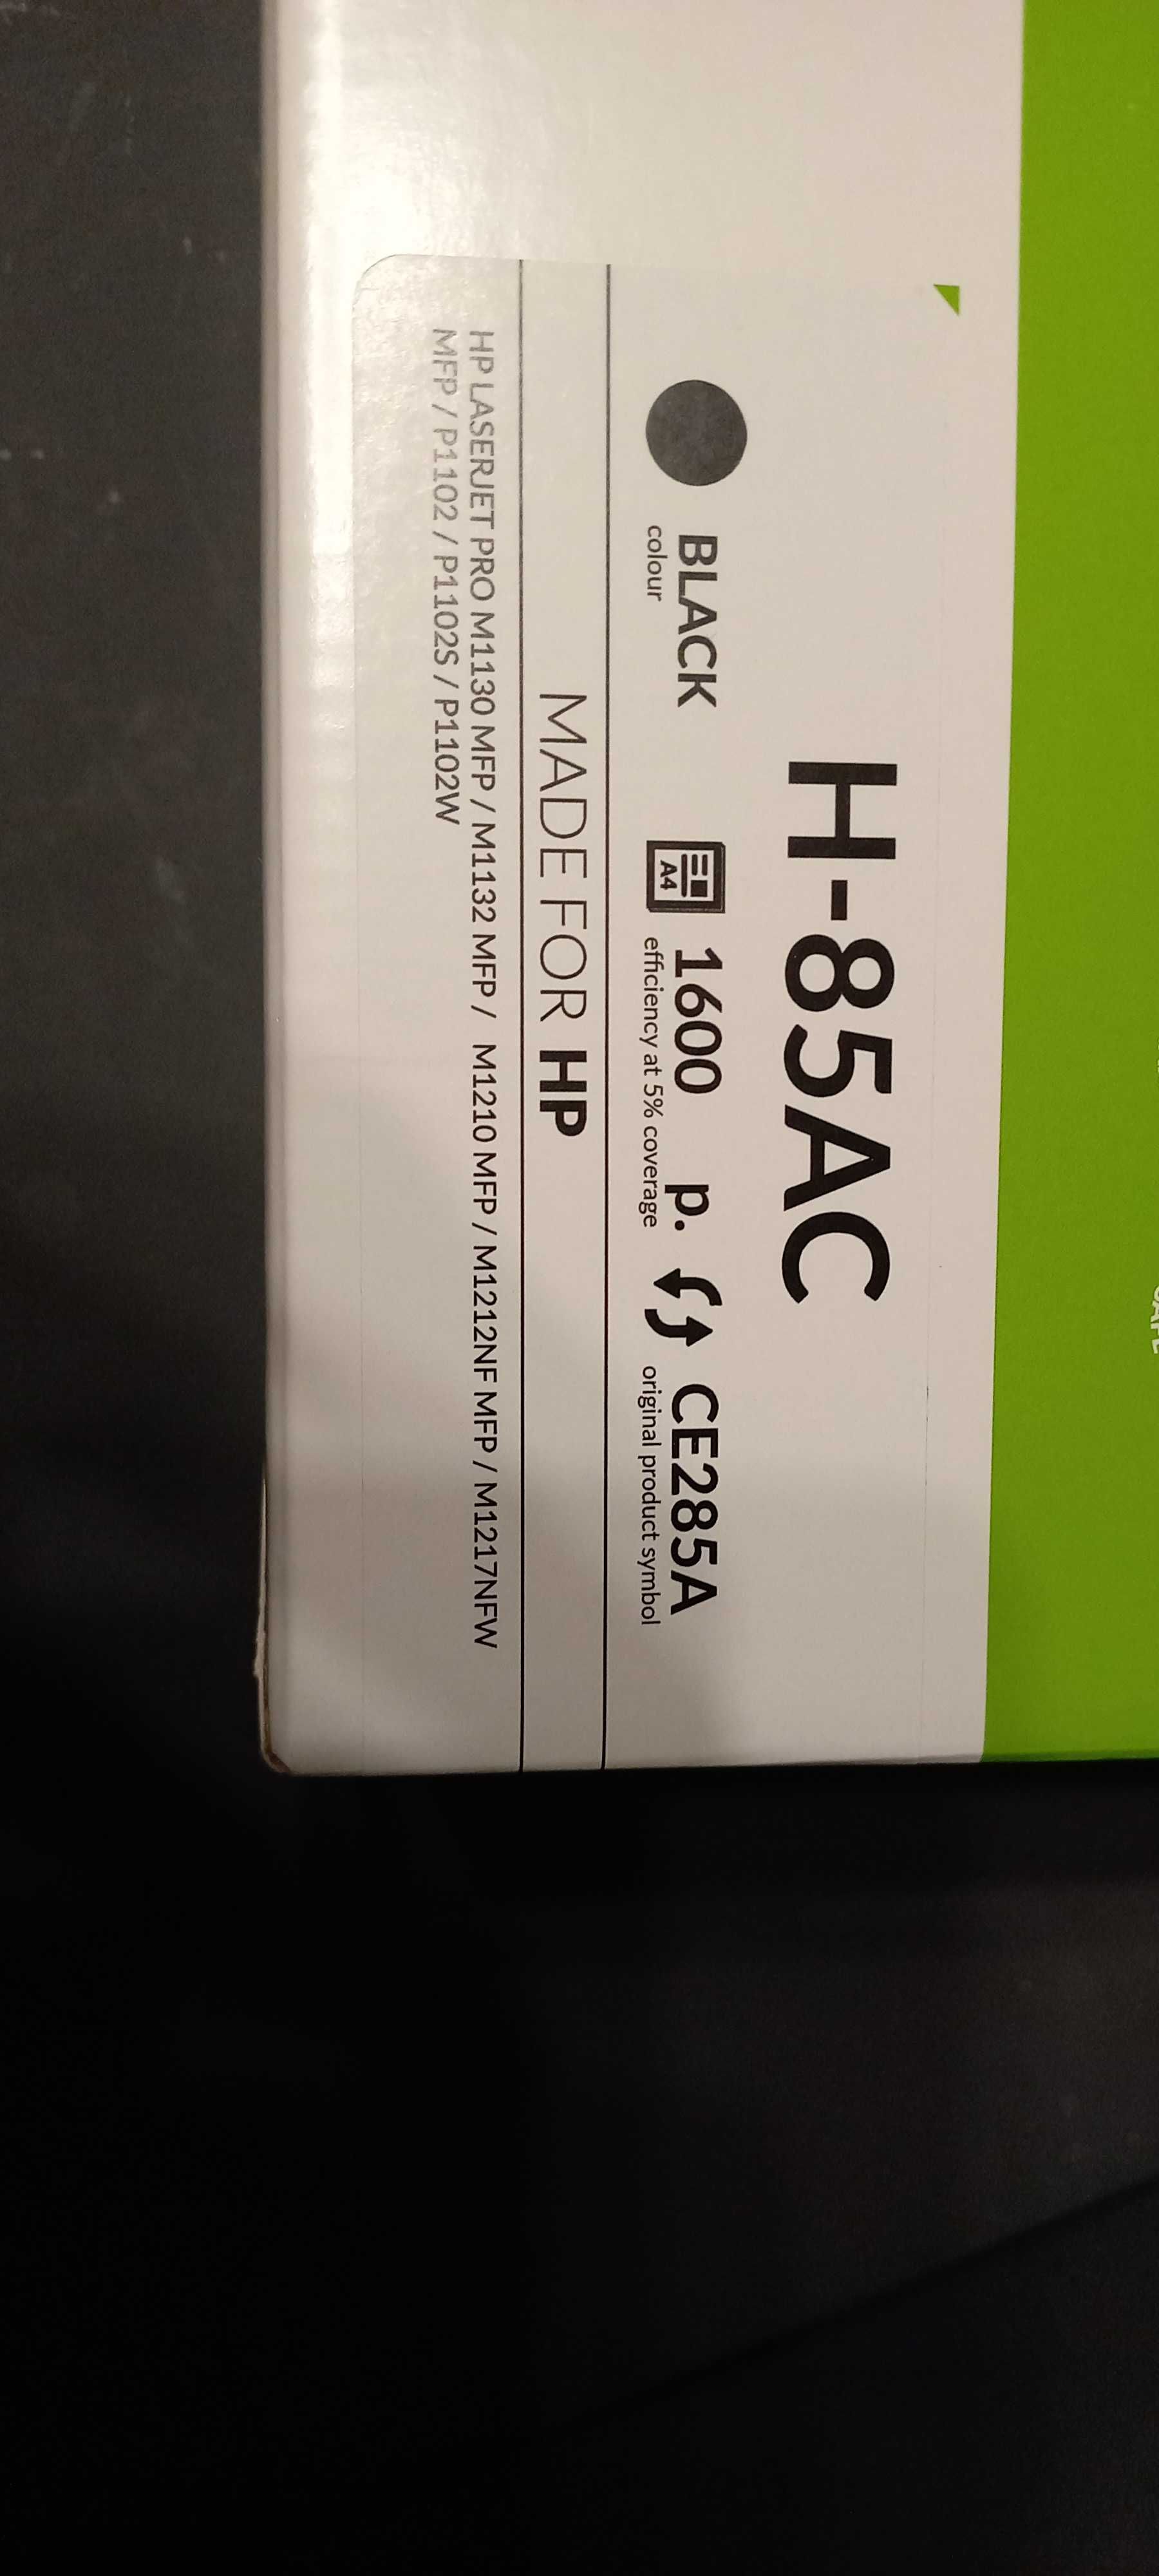 H-85AC
BLACK
colour
A4
1600 p.
efficiency at 5% coverage
CE285A
original product symbol
MADE FOR HP
HP LASERJET PRO M1130 MFP / M1132 MFP / M1210 MFP / M1212NF MFP / M1217NFW
MFP / P1102 / P1102S / P1102W